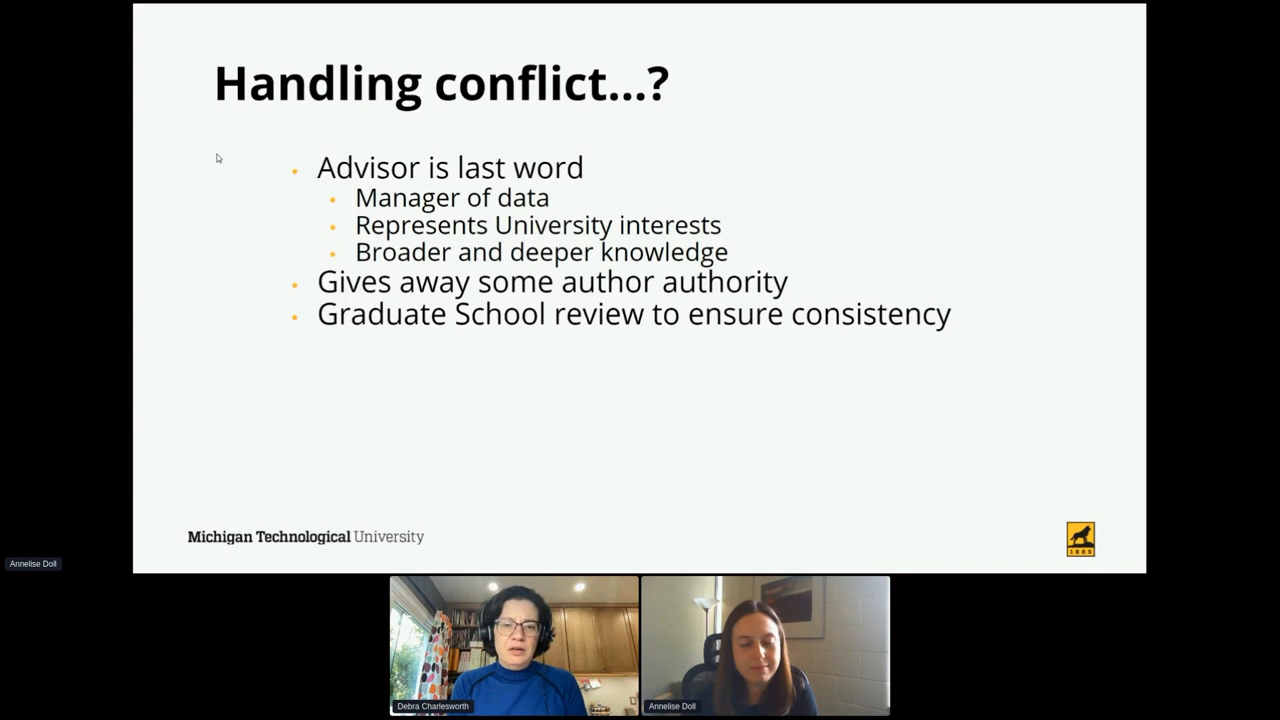 Handling conflict...?
Advisor is last word
Manager of data
Represents University interests
Broader and deeper knowledge
Gives away some author authority
Graduate School review to ensure consistency
Michigan Technological University
1885
Annelise Doll
Debra Charlesworth
Annelise Doll